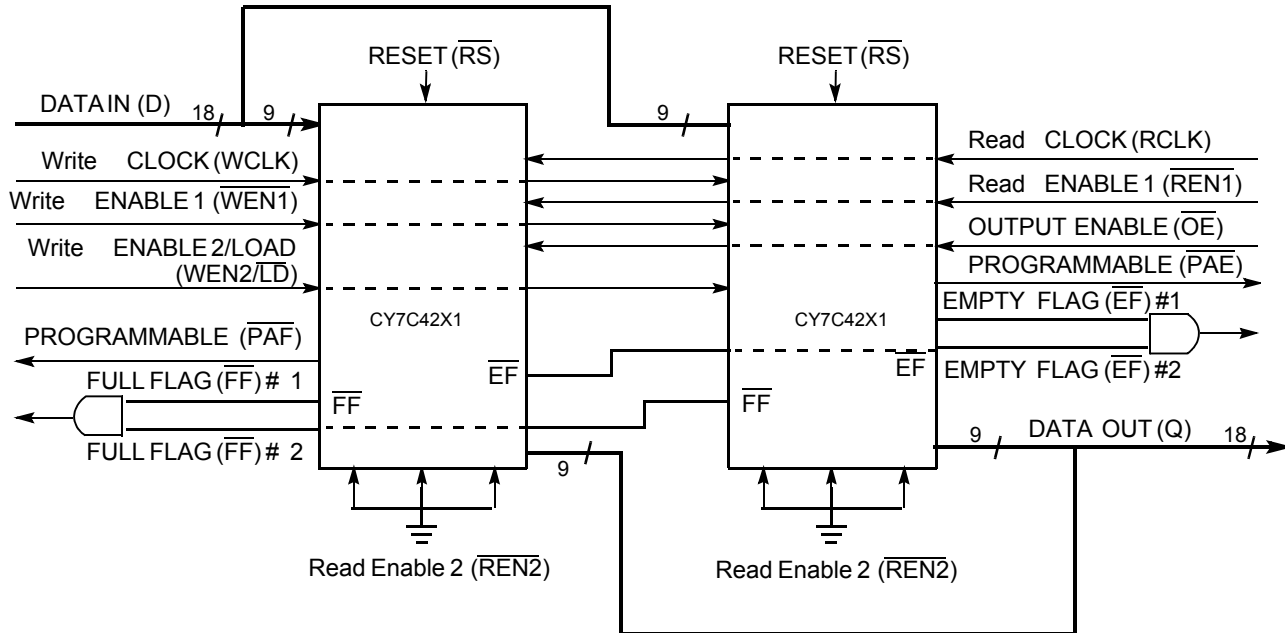 RESET (RS)
RESET (RS)
DATA IN (D)
18
9
9
Write CLOCK (WCLK)
Read CLOCK (RCLK)
Write ENABLE 1 (WEN1)
Read ENABLE 1 (REN1)
Write ENABLE 2/LOAD
(WEN2/LD)
OUTPUT ENABLE (OE)
PROGRAMMABLE (PAE)
EMPTY FLAG (EF) #1
CY7C42X1
CY7C42X1
PROGRAMMABLE (PAF)
EF
EF
EMPTY FLAG (EF) #2
FULL FLAG (FF) # 1
FF
FF
FULL FLAG (FF) # 2
9
9
DATA OUT (Q)
18
Read Enable 2 (REN2)
Read Enable 2 (REN2)